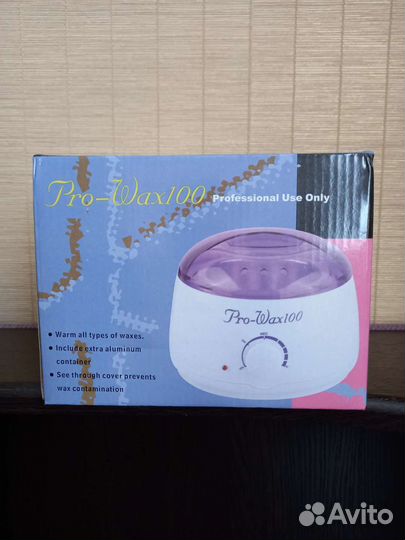 Pro-Wax100 Professional Use Only
Pro-Wax100
• Warm all types of waxes.
• Include extra aluminum
container
• See through cover prevents
wax contamination
Avito